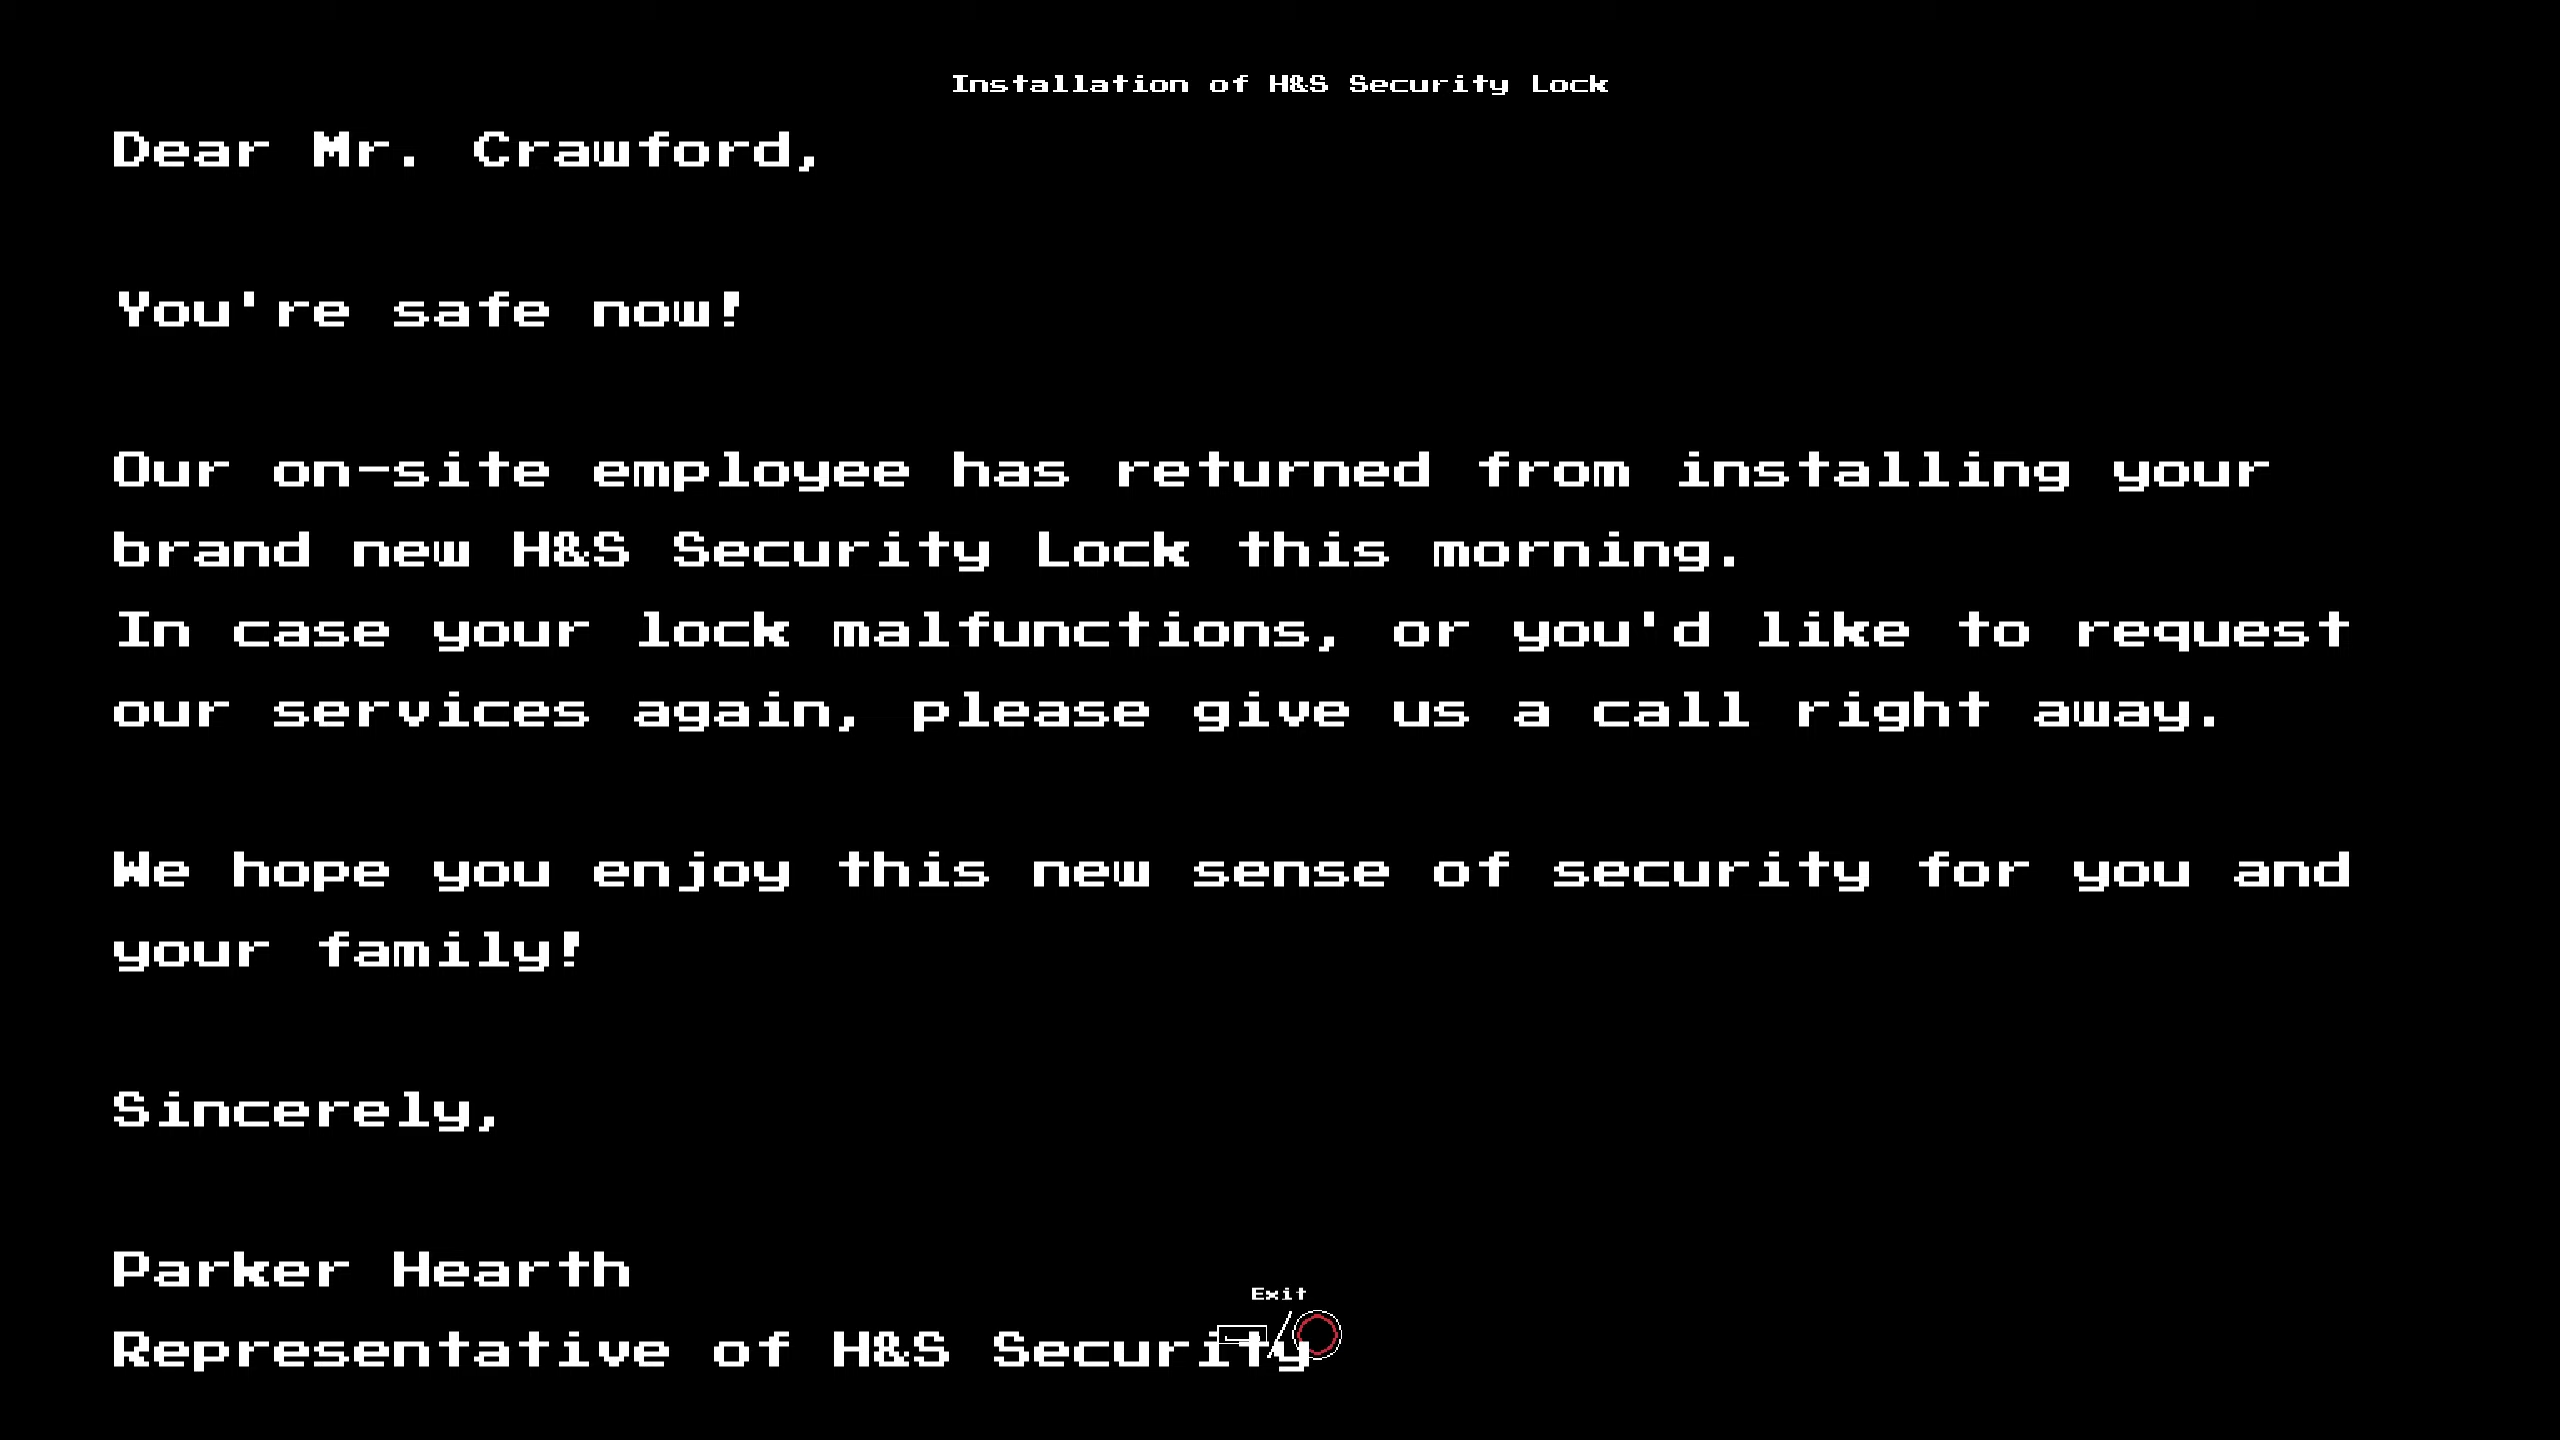 Installation of H&S Security Lock
Dear Mr. Crawford,
You're safe now!
Our on-site employee has returned from installing your
brand new H&S Security Lock this morning.
In case your lock malfunctions, or you'd like to request
our services again, please give us a call right away.
We hope you enjoy this new sense of security for you and
your family!
Sincerely,
Parker Hearth
Exit
Representative of H&S Security